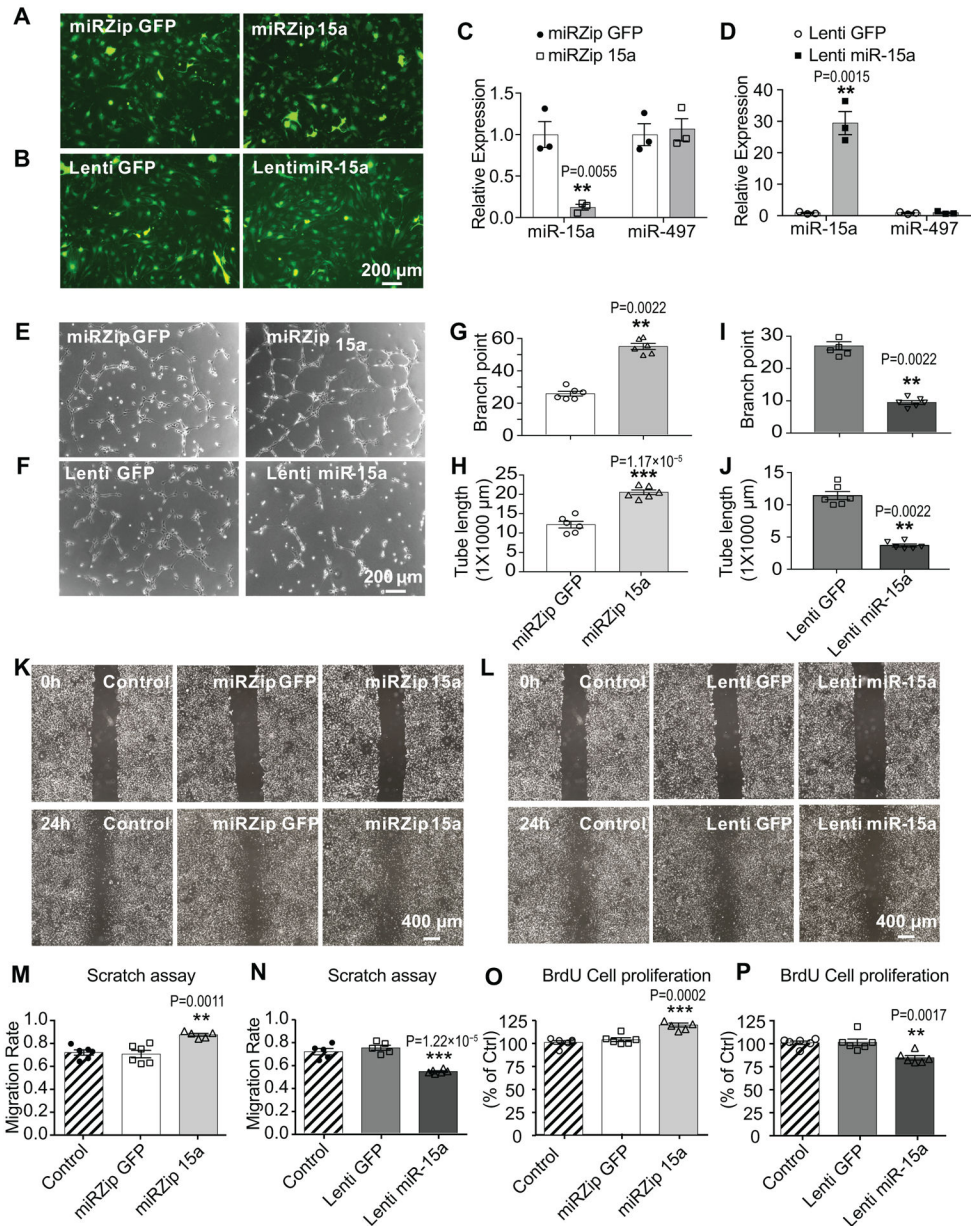 A
miRZip GFP
miRZip 15a
B
Lenti GFP
LentimiR-15a
200 µm
C
miRZip GFP
miRZip 15a
Relative Expression
1.5
1.0
0.5
0.0
P=0.0055
**
miR-15a
miR-497
D
Lenti GFP
Lenti miR-15a
P=0.0015
**
Relative Expression
40
30
20
10
0
miR-15a
miR-497
E
miRZip GFP
miRZip 15a
F
Lenti GFP
Lenti miR-15a
200 µm
G
P=0.0022
**
Branch point
60
40
20
0
H
P=1.17×10⁻⁵
***
Tube length
(1X1000 µm)
25
20
15
10
5
0
miRZip GFP
miRZip 15a
I
Branch point
30
20
10
0
P=0.0022
**
J
Tube length
(1X1000 µm)
15
10
5
0
P=0.0022
**
Lenti GFP
Lenti miR-15a
K
0h Control
miRZip GFP
miRZip 15a
24h Control
miRZip GFP
miRZip 15a
400 µm
L
0h Control
Lenti GFP
Lenti miR-15a
24h Control
Lenti GFP
Lenti miR-15a
400 µm
M
Scratch assay
P=0.0011
**
Migration Rate
1.0
0.8
0.6
0.4
0.2
0.0
Control
miRZip GFP
miRZip 15a
N
Scratch assay
P=1.22×10⁻⁵
***
Migration Rate
1.0
0.8
0.6
0.4
0.2
0.0
Control
Lenti GFP
Lenti miR-15a
O
BrdU Cell proliferation
P=0.0002
***
(% of Ctrl)
125
100
75
50
25
0
Control
miRZip GFP
miRZip 15a
P
BrdU Cell proliferation
P=0.0017
**
(% of Ctrl)
125
100
75
50
25
0
Control
Lenti GFP
Lenti miR-15a